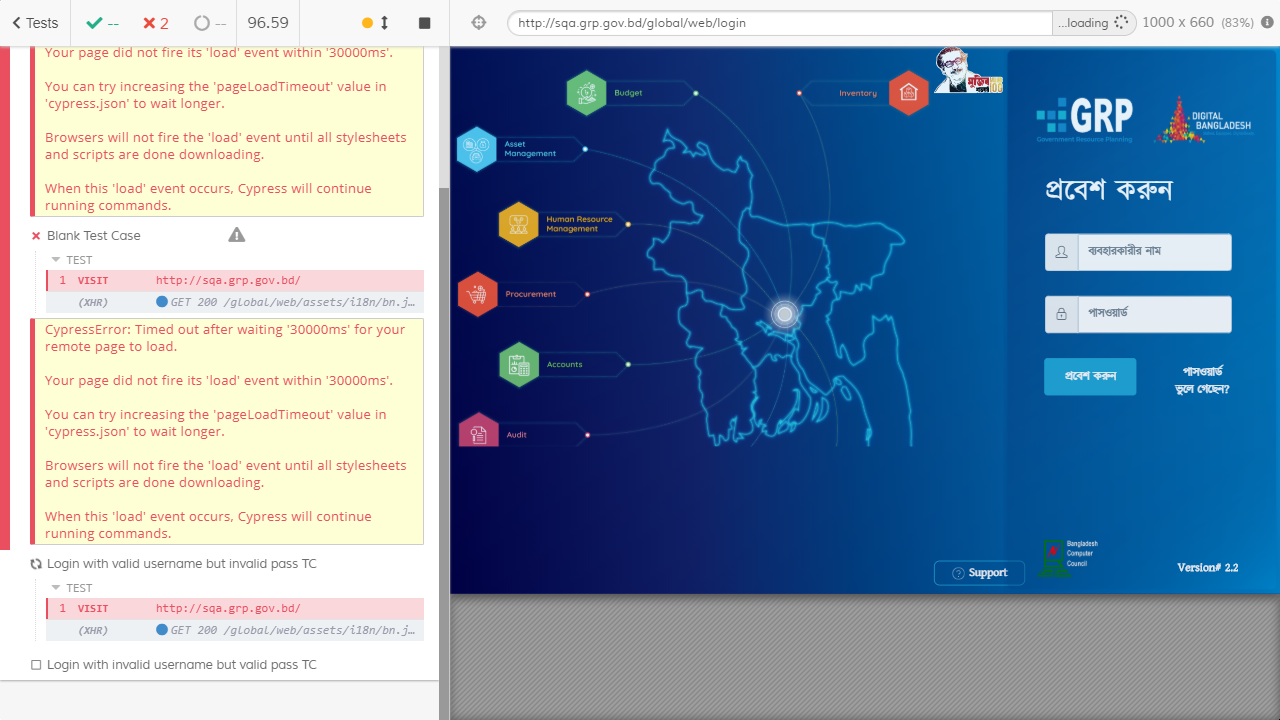 Tests
--
2
--
96.59
http://sqa.grp.gov.bd/global/web/login
...loading
1000 x 660 (83%)
Your page did not fire its 'load' event within '30000ms'.
You can try increasing the 'pageLoadTimeout' value in
'cypress.json' to wait longer.
Browsers will not fire the 'load' event until all stylesheets
and scripts are done downloading.
When this 'load' event occurs, Cypress will continue
running commands.
Blank Test Case
TEST
1 VISIT http://sqa.grp.gov.bd/
(XHR) GET 200 /global/web/assets/i18n/bn.j...
CypressError: Timed out after waiting '30000ms' for your
remote page to load.
Your page did not fire its 'load' event within '30000ms'.
You can try increasing the 'pageLoadTimeout' value in
'cypress.json' to wait longer.
Browsers will not fire the 'load' event until all stylesheets
and scripts are done downloading.
When this 'load' event occurs, Cypress will continue
running commands.
Login with valid username but invalid pass TC
TEST
1 VISIT http://sqa.grp.gov.bd/
(XHR) GET 200 /global/web/assets/i18n/bn.j...
Login with invalid username but valid pass TC
Budget
Inventory
Asset
Management
Human Resource
Management
Procurement
Accounts
Audit
মুজিব
100
GRP
Government Resource Planning
DIGITAL
BANGLADESH
প্রবেশ করুন
ব্যবহারকারীর নাম
পাসওয়ার্ড
প্রবেশ করুন
পাসওয়ার্ড
ভুলে গেছেন?
Support
Bangladesh
Computer
Council
Version# 2.2